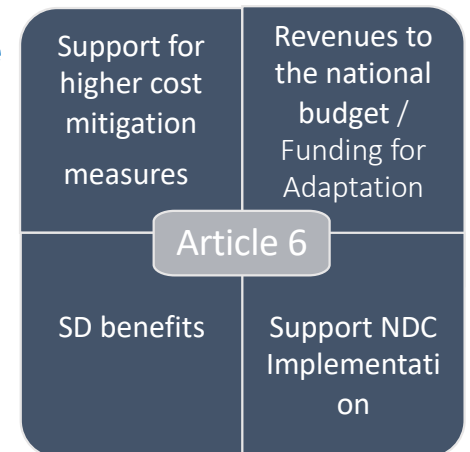 Support for
higher cost
mitigation
measures
Revenues to
the national
budget /
Funding for
Adaptation
Article 6
SD benefits
Support NDC
Implementati
on